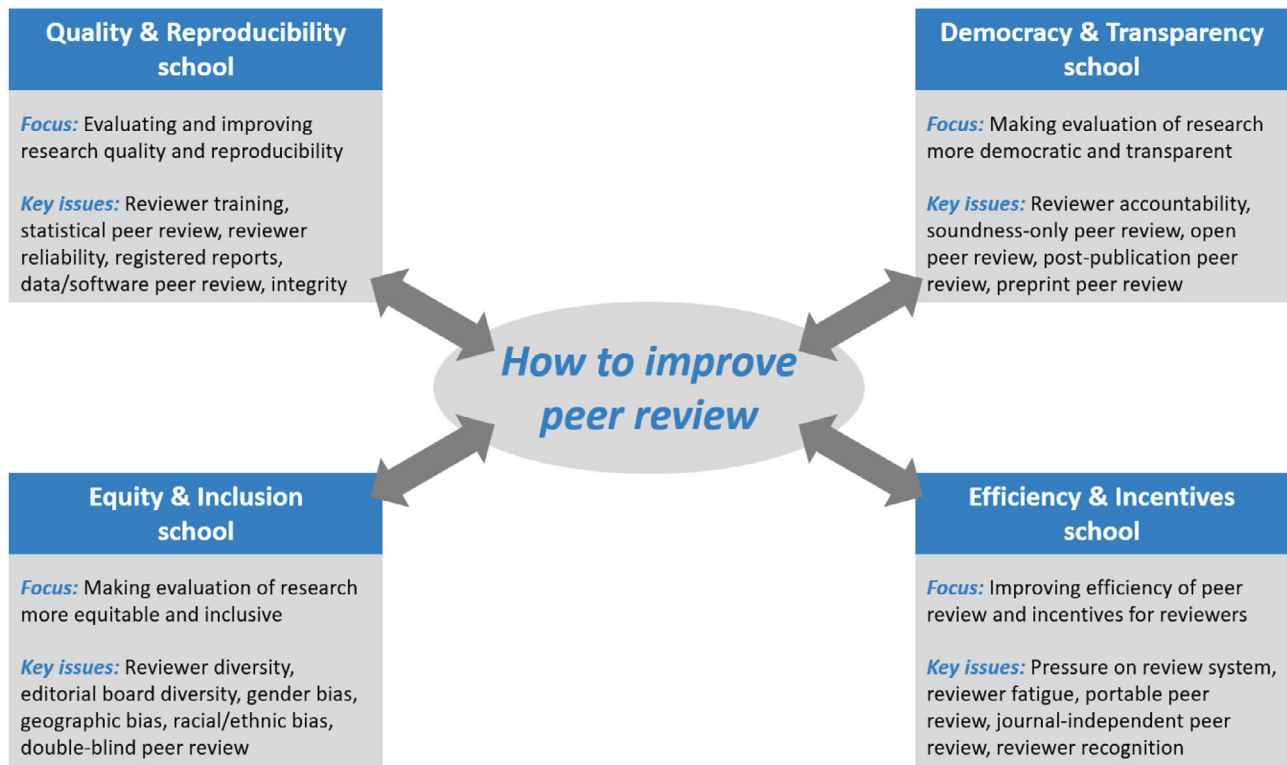 Quality & Reproducibility
school
Focus: Evaluating and improving
research quality and reproducibility
Key issues: Reviewer training,
statistical peer review, reviewer
reliability, registered reports,
data/software peer review, integrity
Democracy & Transparency
school
Focus: Making evaluation of research
more democratic and transparent
Key issues: Reviewer accountability,
soundness-only peer review, open
peer review, post-publication peer
review, preprint peer review
How to improve
peer review
Equity & Inclusion
school
Focus: Making evaluation of research
more equitable and inclusive
Key issues: Reviewer diversity,
editorial board diversity, gender bias,
geographic bias, racial/ethnic bias,
double-blind peer review
Efficiency & Incentives
school
Focus: Improving efficiency of peer
review and incentives for reviewers
Key issues: Pressure on review system,
reviewer fatigue, portable peer
review, journal-independent peer
review, reviewer recognition